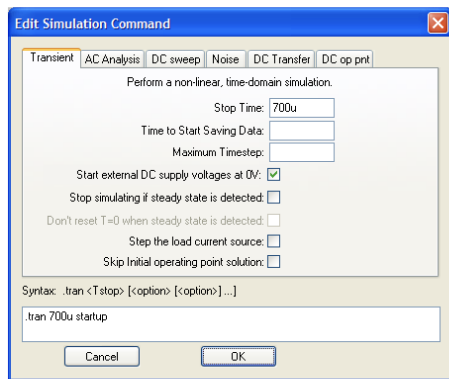 Edit Simulation Command
Transient AC Analysis DC sweep Noise DC Transfer DC op pnt
Perform a non-linear, time-domain simulation.
Stop Time: 700u
Time to Start Saving Data:
Maximum Timestep:
Start external DC supply voltages at 0V:
Stop simulating if steady state is detected:
Don't reset T=0 when steady state is detected:
Step the load current source:
Skip Initial operating point solution:
Syntax: .tran <Tstop> [<option> [<option>] ...]
.tran 700u startup
Cancel OK